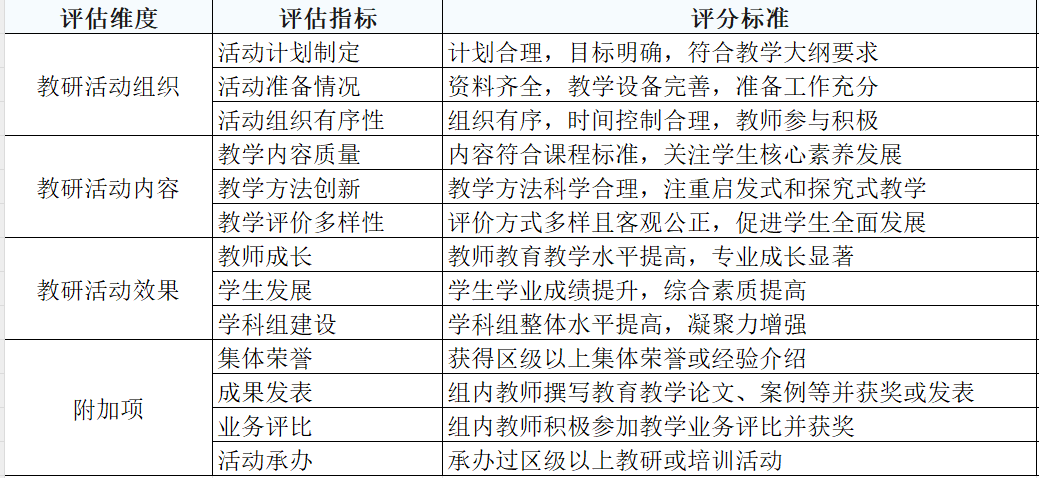 评估维度 评估指标 评分标准
教研活动组织 活动计划制定 计划合理，目标明确，符合教学大纲要求
活动准备情况 资料齐全，教学设备完善，准备工作充分
活动组织有序性 组织有序，时间控制合理，教师参与积极
教研活动内容 教学内容质量 内容符合课程标准，关注学生核心素养发展
教学方法创新 教学方法科学合理，注重启发式和探究式教学
教学评价多样性 评价方式多样且客观公正，促进学生全面发展
教研活动效果 教师成长 教师教育教学水平提高，专业成长显著
学生发展 学生学业成绩提升，综合素质提高
学科组建设 学科组整体水平提高，凝聚力增强
附加项 集体荣誉 获得区级以上集体荣誉或经验介绍
成果发表 组内教师撰写教育教学论文、案例等并获奖或发表
业务评比 组内教师积极参加教学业务评比并获奖
活动承办 承办过区级以上教研或培训活动